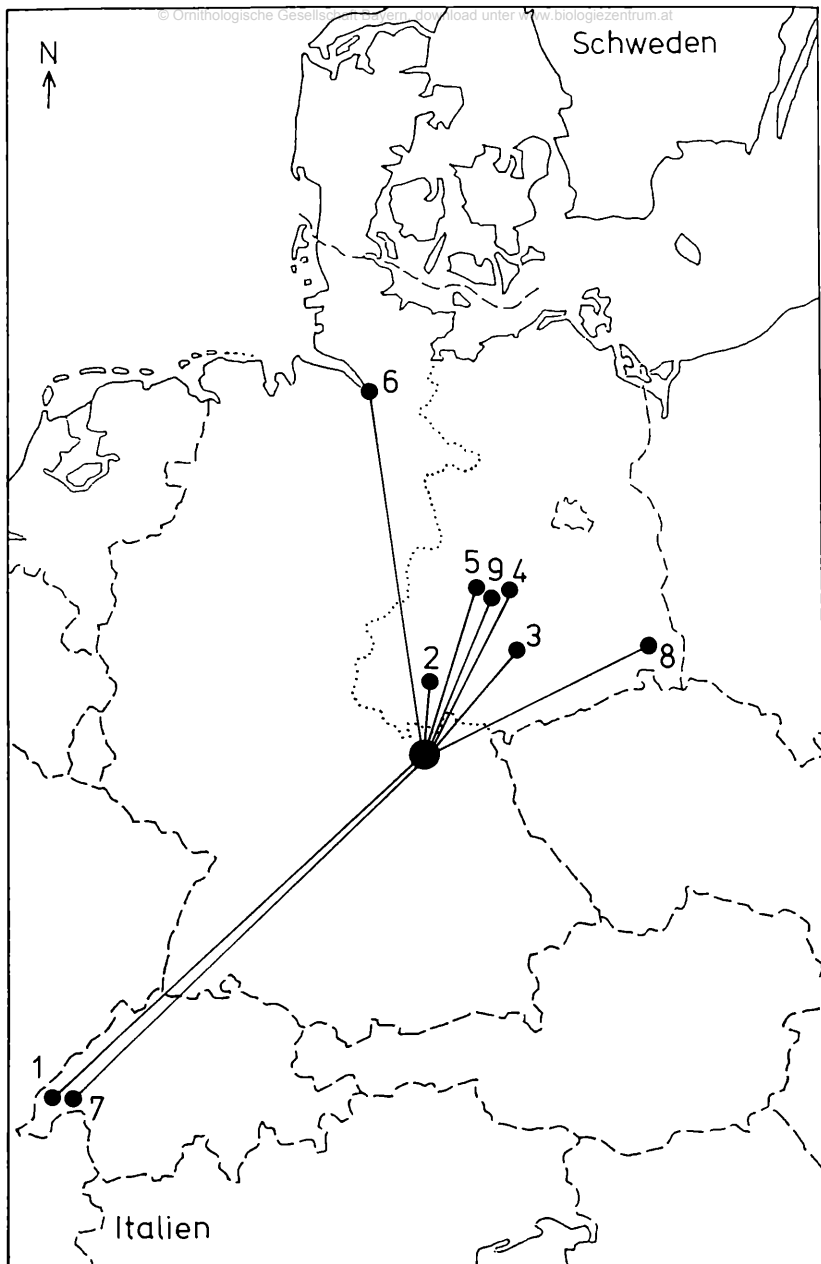 © Ornithologische Gesellschaft Bayern, download unter www.biologiezentrum.at
N
Schweden
6
5 9 4
3
2
8
1
7
Italien